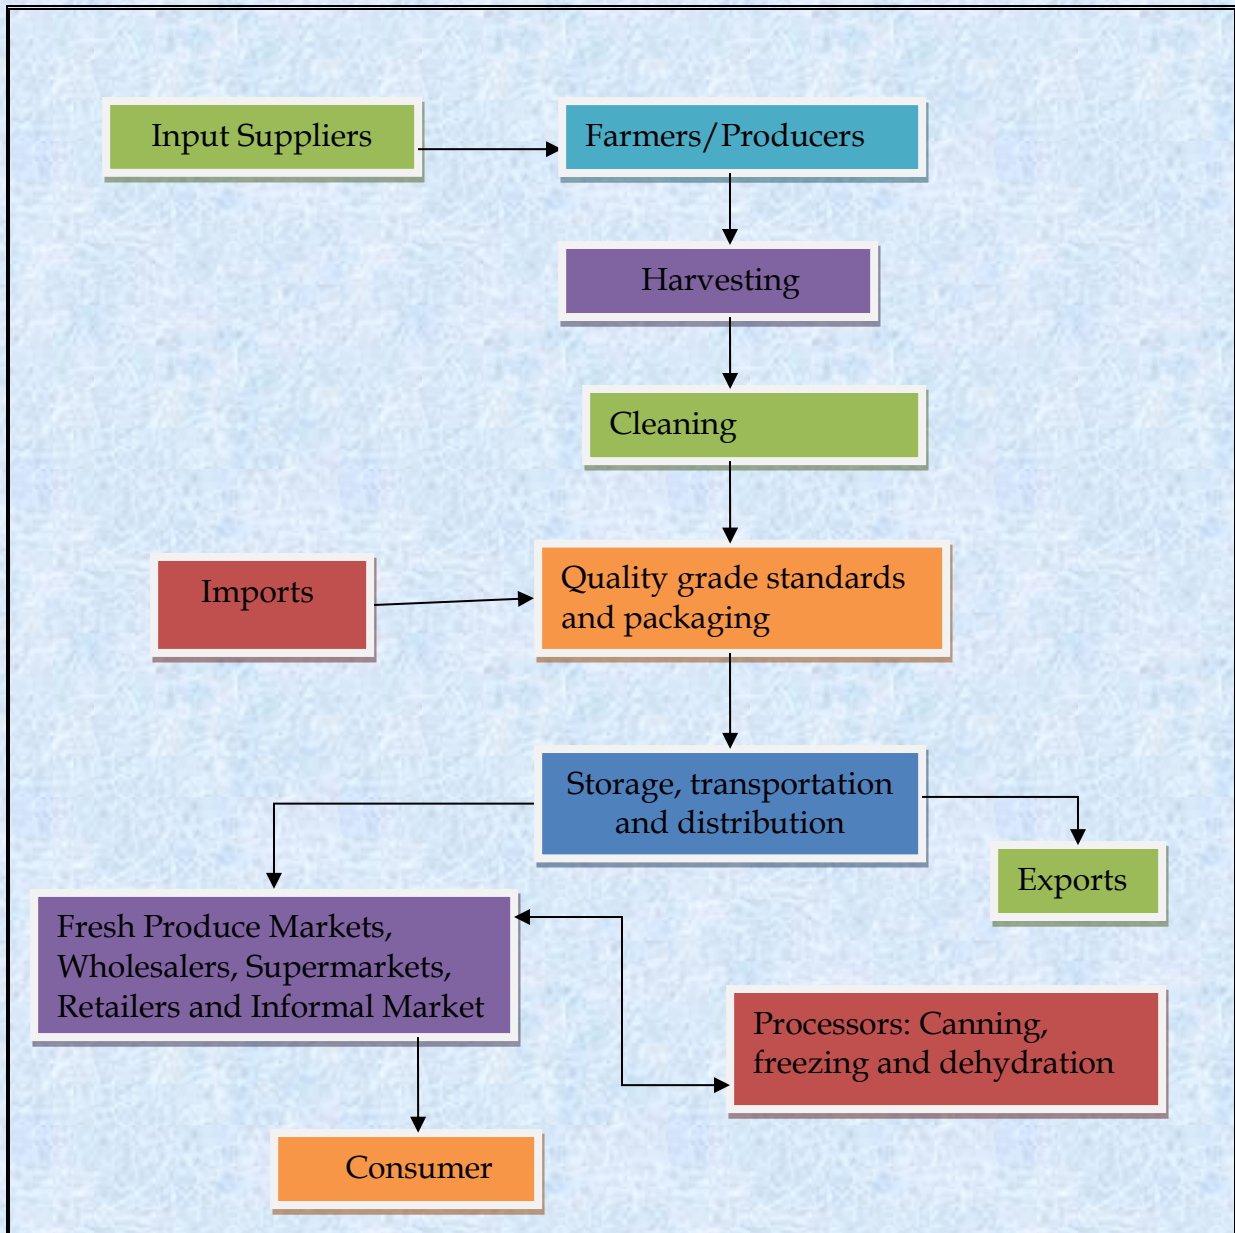 Input Suppliers
Farmers/Producers
Harvesting
Cleaning
Imports
Quality grade standards
and packaging
Storage, transportation
and distribution
Exports
Fresh Produce Markets,
Wholesalers, Supermarkets,
Retailers and Informal Market
Processors: Canning,
freezing and dehydration
Consumer